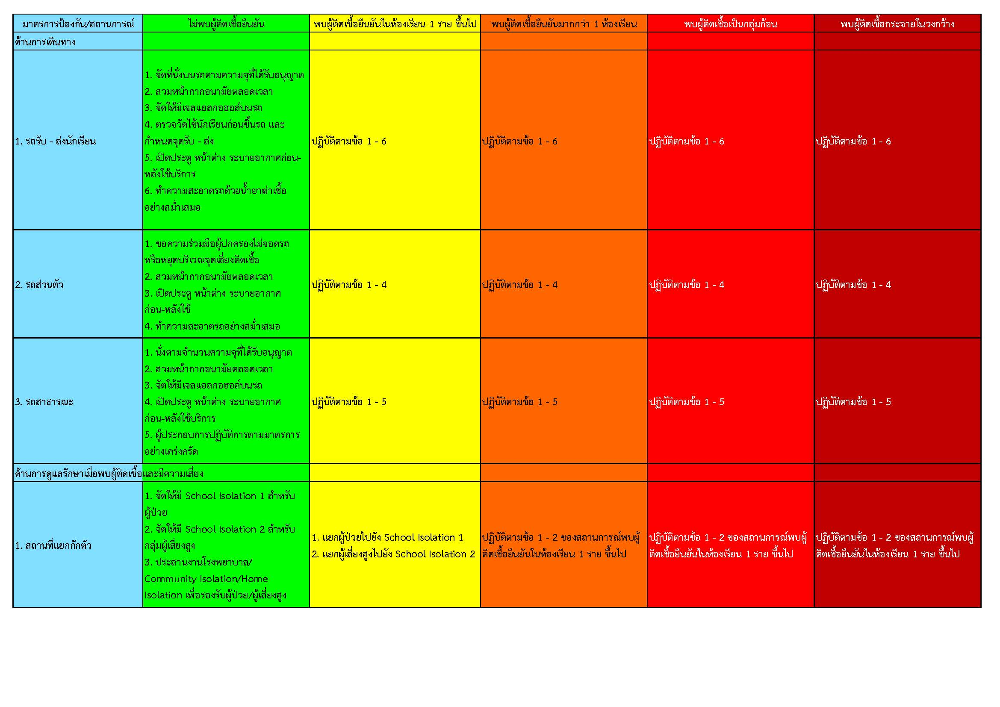 มาตรการป้องกัน/สถานการณ์ ไม่พบผู้ติดเชื้อยืนยัน พบผู้ติดเชื้อยืนยันในห้องเรียน 1 ราย ขึ้นไป พบผู้ติดเชื้อยืนยันมากกว่า 1 ห้องเรียน พบผู้ติดเชื้อเป็นกลุ่มก้อน พบผู้ติดเชื้อกระจายในวงกว้าง
ด้านการเดินทาง
1. รถรับ - ส่งนักเรียน
1. จัดที่นั่งบนรถตามความจุที่ได้รับอนุญาต
2. สวมหน้ากากอนามัยตลอดเวลา
3. จัดให้มีเจลแอลกอฮอล์บนรถ
4. ตรวจวัดไข้นักเรียนก่อนขึ้นรถ และ
กำหนดจุดรับ - ส่ง
5. เปิดประตู หน้าต่าง ระบายอากาศก่อน-
หลังใช้บริการ
6. ทำความสะอาดรถด้วยน้ำยาฆ่าเชื้อ
อย่างสม่ำเสมอ
ปฏิบัติตามข้อ 1 - 6
ปฏิบัติตามข้อ 1 - 6
ปฏิบัติตามข้อ 1 - 6
ปฏิบัติตามข้อ 1 - 6
2. รถส่วนตัว
1. ขอความร่วมมือผู้ปกครองไม่จอดรถ
หรือหยุดบริเวณจุดเสี่ยงติดเชื้อ
2. สวมหน้ากากอนามัยตลอดเวลา
3. เปิดประตู หน้าต่าง ระบายอากาศ
ก่อน-หลังใช้
4. ทำความสะอาดรถอย่างสม่ำเสมอ
ปฏิบัติตามข้อ 1 - 4
ปฏิบัติตามข้อ 1 - 4
ปฏิบัติตามข้อ 1 - 4
ปฏิบัติตามข้อ 1 - 4
3. รถสาธารณะ
1. นั่งตามจำนวนความจุที่ได้รับอนุญาต
2. สวมหน้ากากอนามัยตลอดเวลา
3. จัดให้มีเจลแอลกอฮอล์บนรถ
4. เปิดประตู หน้าต่าง ระบายอากาศ
ก่อน-หลังใช้บริการ
5. ผู้ประกอบการปฏิบัติการตามมาตรการ
อย่างเคร่งครัด
ปฏิบัติตามข้อ 1 - 5
ปฏิบัติตามข้อ 1 - 5
ปฏิบัติตามข้อ 1 - 5
ปฏิบัติตามข้อ 1 - 5
ด้านการดูแลรักษาเมื่อพบผู้ติดเชื้อและมีความเสี่ยง
1. สถานที่แยกกักตัว
1. จัดให้มี School Isolation 1 สำหรับ
ผู้ป่วย
2. จัดให้มี School Isolation 2 สำหรับ
กลุ่มผู้เสี่ยงสูง
3. ประสานงานโรงพยาบาล/
Community Isolation/Home
Isolation เพื่อรองรับผู้ป่วย/ผู้เสี่ยงสูง
1. แยกผู้ป่วยไปยัง School Isolation 1
2. แยกผู้เสี่ยงสูงไปยัง School Isolation 2
ปฏิบัติตามข้อ 1 - 2 ของสถานการณ์พบผู้
ติดเชื้อยืนยันในห้องเรียน 1 ราย ขึ้นไป
ปฏิบัติตามข้อ 1 - 2 ของสถานการณ์พบผู้
ติดเชื้อยืนยันในห้องเรียน 1 ราย ขึ้นไป
ปฏิบัติตามข้อ 1 - 2 ของสถานการณ์พบผู้
ติดเชื้อยืนยันในห้องเรียน 1 ราย ขึ้นไป